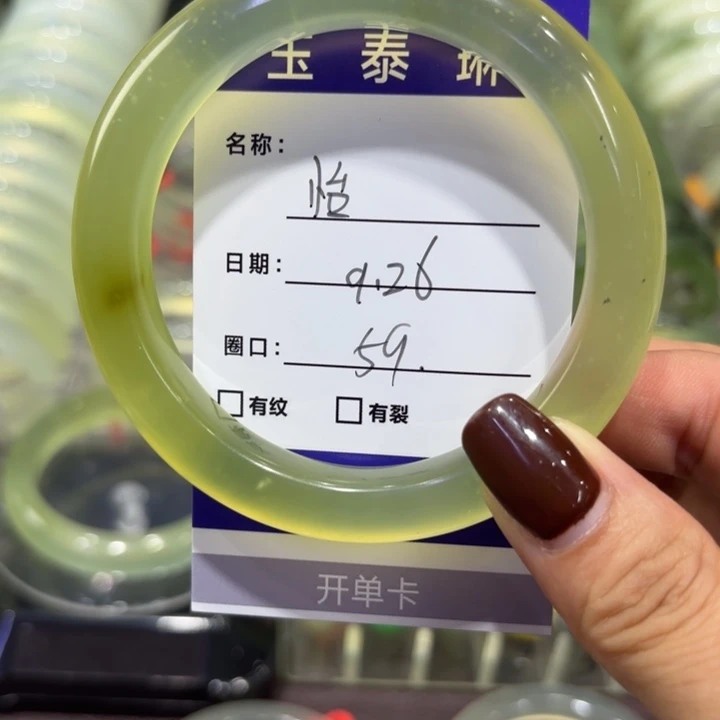 玉泰琳
名称: 怡
日期: 9.26
圈口: 59.
□有纹 □有裂
开单卡